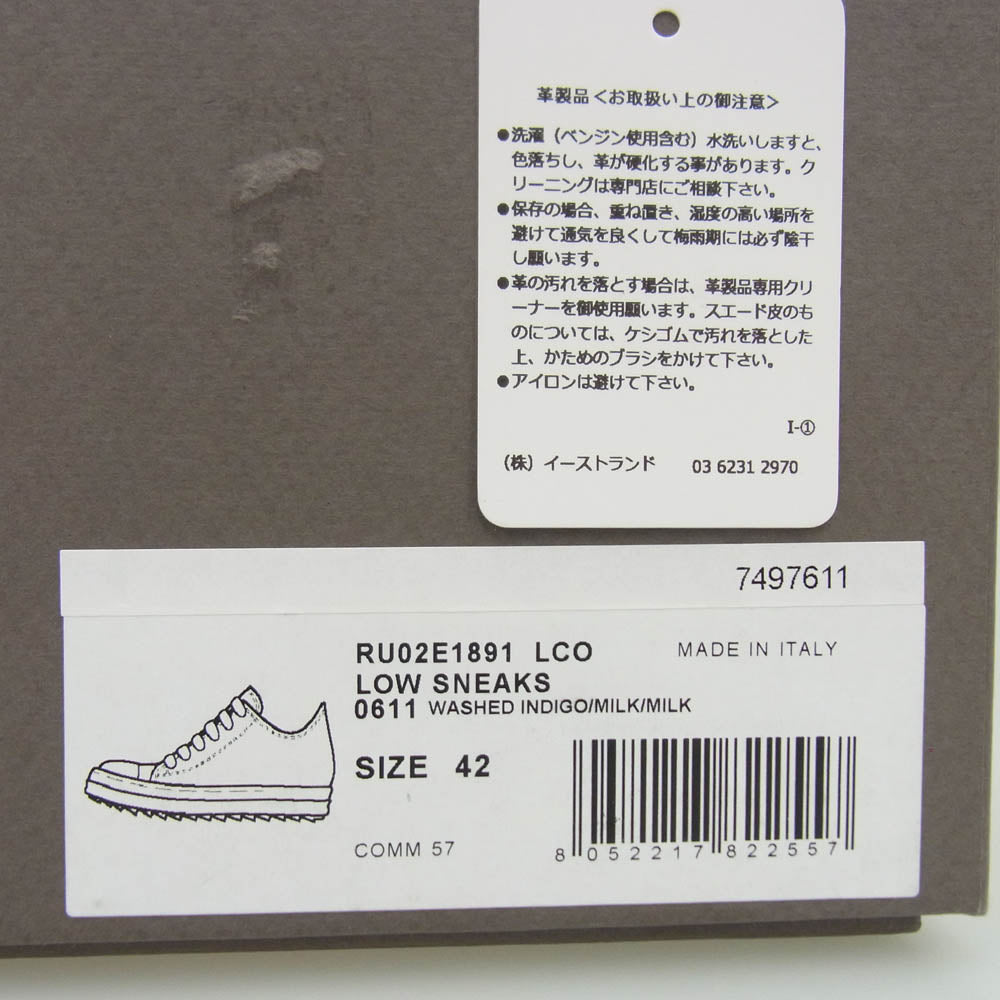 革製品<お取扱い上の御注意>
●洗濯（ベンジン使用含む）水洗いしますと、
色落ちし、革が硬化する事があります。ク
リーニングは専門店にご相談下さい。
●保存の場合、重ね置き、湿度の高い場所を
避けて通気を良くして梅雨期には必ず陰干
し願います。
●革の汚れを落とす場合は、革製品専用クリ
ーナーを御使用願います。スエード皮のも
のについては、ケシゴムで汚れを落とした
上、かためのブラシをかけて下さい。
●アイロンは避けて下さい。
I-①
（株）イーストランド 03 6231 2970
7497611
RU02E1891 LCO MADE IN ITALY
LOW SNEAKS
0611 WASHED INDIGO/MILK/MILK
SIZE 42
COMM 57
8 052217 822557